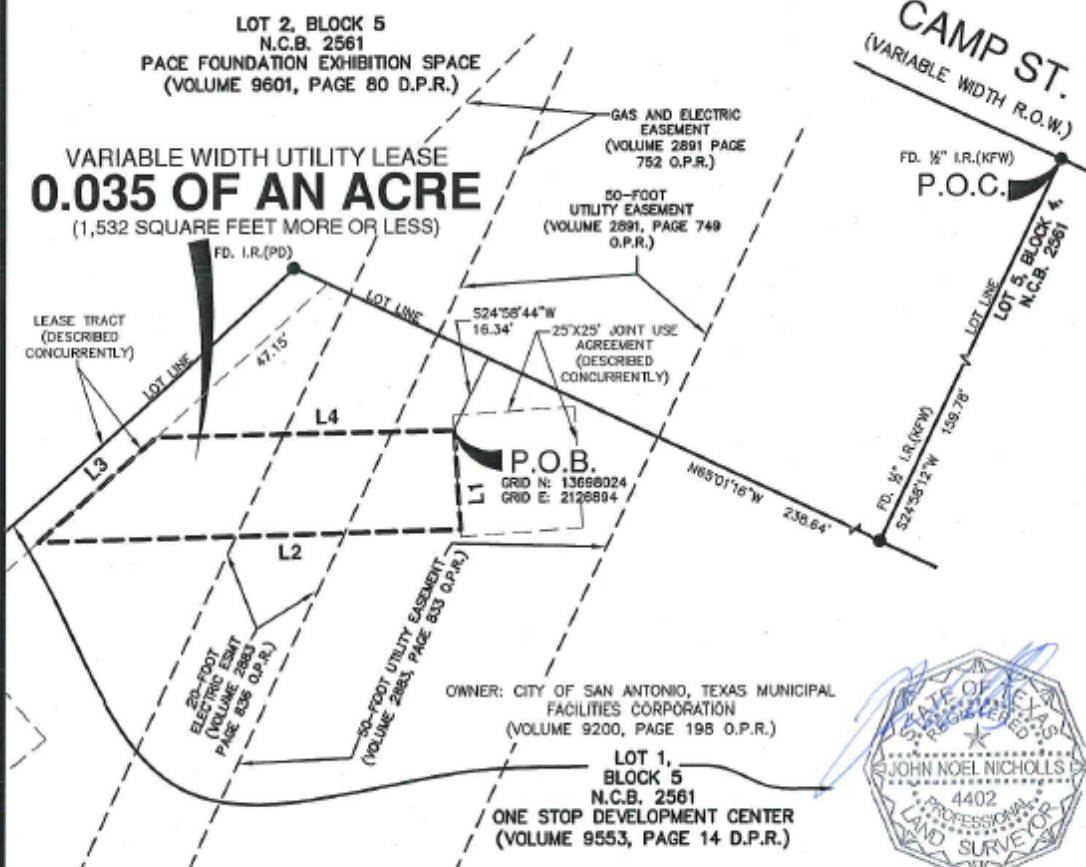 LOT 2, BLOCK 5
N.C.B. 2561
PACE FOUNDATION EXHIBITION SPACE
(VOLUME 9601, PAGE 80 D.P.R.)
CAMP ST.
(VARIABLE WIDTH R.O.W.)
GAS AND ELECTRIC
EASEMENT
(VOLUME 2891 PAGE
752 O.P.R.)
FD. ½" I.R.(KFW)
P.O.C.
VARIABLE WIDTH UTILITY LEASE
0.035 OF AN ACRE
(1,532 SQUARE FEET MORE OR LESS)
50-FOOT
UTILITY EASEMENT
(VOLUME 2891, PAGE 749
O.P.R.)
LOT 5, BLOCK 4,
N.C.B. 2561
FD. I.R.(PD)
LOT LINE
LOT LINE
LEASE TRACT
(DESCRIBED
CONCURRENTLY)
S24°58'44"W
16.34'
25'X25' JOINT USE
AGREEMENT
(DESCRIBED
CONCURRENTLY)
47.15'
LOT LINE
L4
L3
P.O.B.
GRID N: 13698024
GRID E: 2126894
L1
N65°01'16"W
238.64'
FD. ½" I.R.(KFW)
S24°58'12"W 159.78'
L2
20-FOOT
ELECTRIC ESMT
(VOLUME 2883
PAGE 836 O.P.R.)
50-FOOT UTILITY EASEMENT
(VOLUME 2883, PAGE 833 O.P.R.)
OWNER: CITY OF SAN ANTONIO, TEXAS MUNICIPAL
FACILITIES CORPORATION
(VOLUME 9200, PAGE 198 O.P.R.)
LOT 1,
BLOCK 5
N.C.B. 2561
ONE STOP DEVELOPMENT CENTER
(VOLUME 9553, PAGE 14 D.P.R.)
STATE OF TEXAS
REGISTERED
JOHN NOEL NICHOLLS
4402
PROFESSIONAL
LAND SURVEYOR